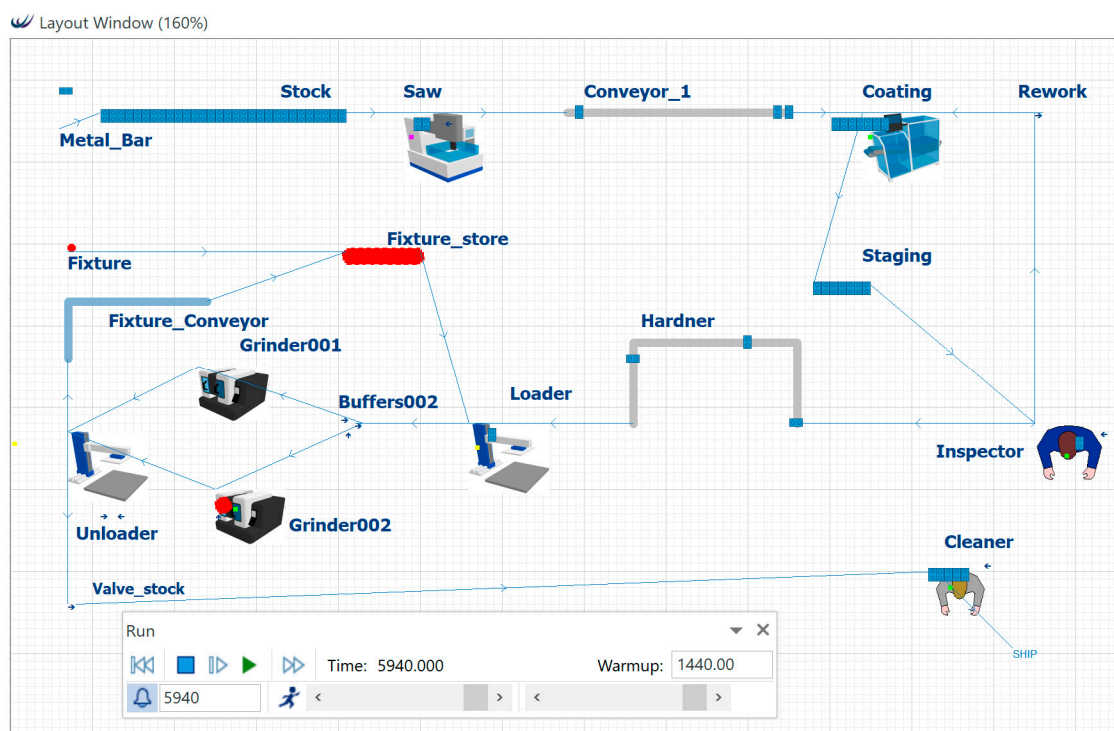 Layout Window (160%)
Stock
Saw
Conveyor_1
Coating
Rework
Metal_Bar
Fixture_store
Fixture
Staging
Fixture_Conveyor
Hardner
Grinder001
Buffers002
Loader
Inspector
Grinder002
Unloader
Cleaner
Valve_stock
Run
SHIP
Time: 5940.000
Warmup: 1440.00
5940